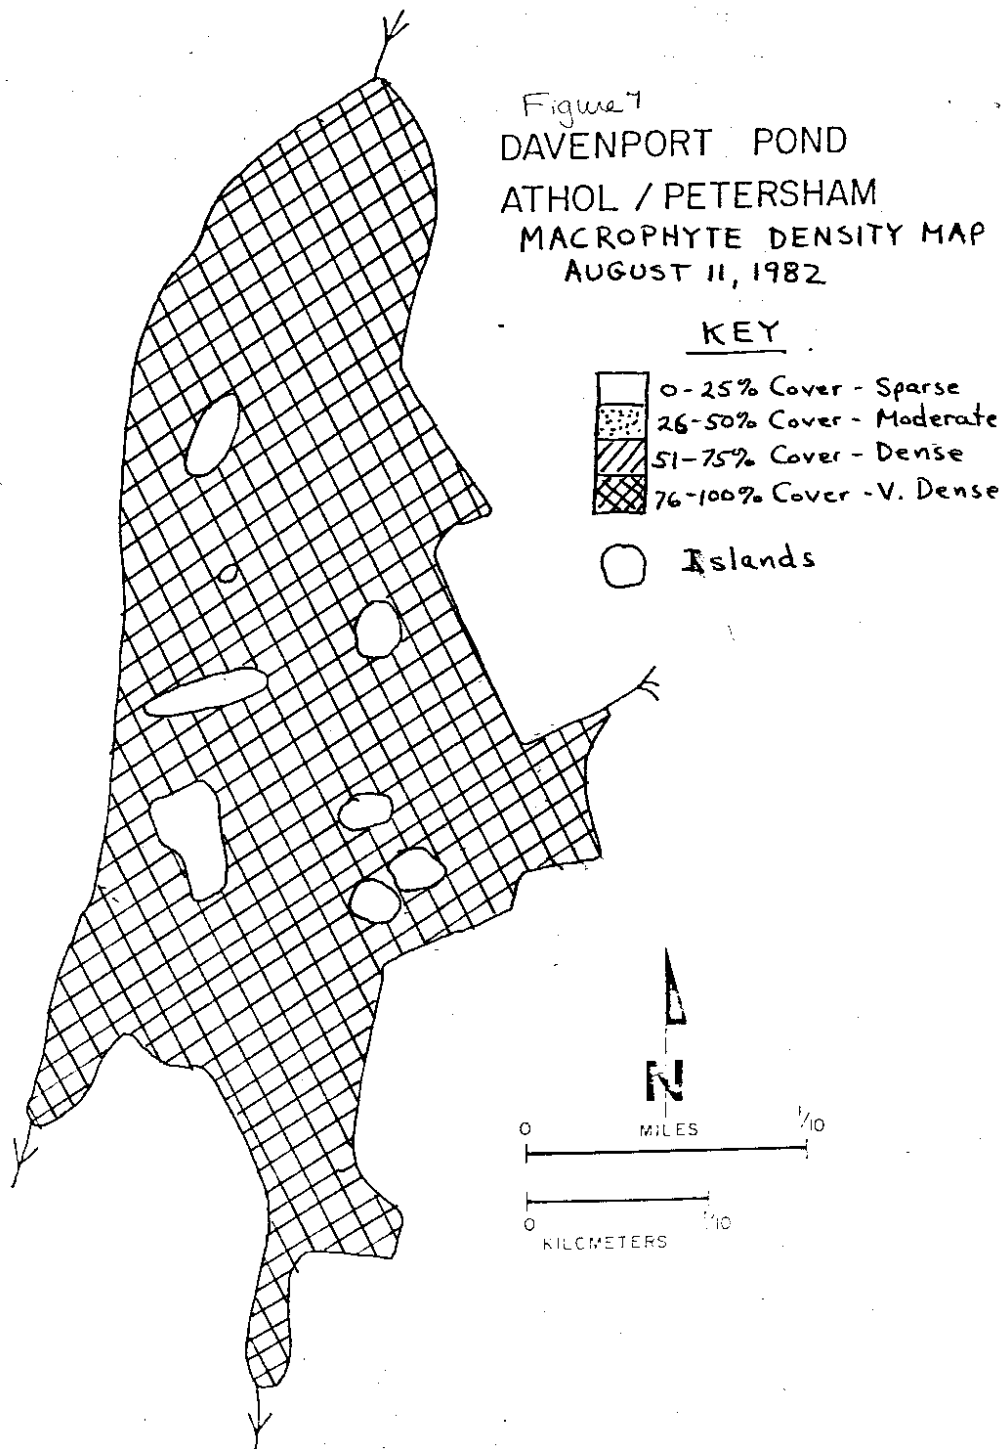 Figure 7
DAVENPORT POND
ATHOL / PETERSHAM
MACROPHYTE DENSITY MAP
AUGUST 11, 1982
KEY
0-25% Cover - Sparse
26-50% Cover - Moderate
51-75% Cover - Dense
76-100% Cover - V. Dense
Islands
N
0 MILES 1/10
0 1/10
KILOMETERS